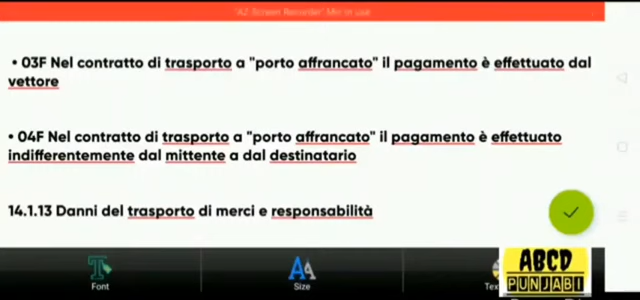 "AZ Screen Recorder" Mic in use
• 03F Nel contratto di trasporto a "porto affrancato" il pagamento è effettuato dal
vettore
• 04F Nel contratto di trasporto a "porto affrancato" il pagamento è effettuato
indifferentemente dal mittente a dal destinatario
14.1.13 Danni del trasporto di merci e responsabilità
Font
Size
ABCD
PUNJABI